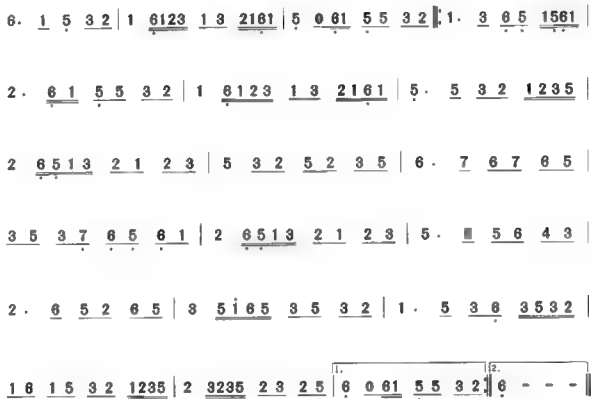 6. 1 5 3 2 | 1 6123 1 3 2161 | 5 0 61 5 5 3 2 ‖: 1. 3 6 5 1561 |
2. 6 1 5 5 3 2 | 1 6123 1 3 2161 | 5. 5 3 2 1235 |
2 6513 2 1 2 3 | 5 3 2 5 2 3 5 | 6. 7 6 7 6 5 |
3 5 3 7 6 5 6 1 | 2 6513 2 1 2 3 | 5. 5 6 4 3 |
2. 6 5 2 6 5 | 3 5i65 3 5 3 2 | 1. 5 3 6 3532 |
1 6 1 5 3 2 1235 | 2 3235 2 3 2 5 | 1. 6 0 61 5 5 3 2 :‖ 2. 6 - - - ‖